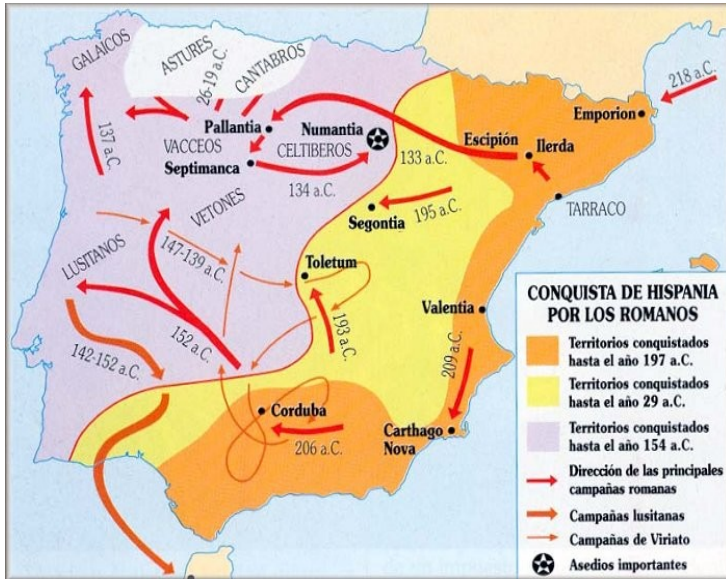 GALAICOS
ASTURES
CANTABROS
26-19 a.C.
218 a.C.
Emporion
137 a.C.
Pallantia
VACCEOS
Septimanca
Numantia
CELTIBEROS
134 a.C.
133 a.C.
Escipión
Ilerda
TARRACO
VETONES
Segontia
195 a.C.
LUSITANOS
147-139 a.C.
Toletum
Valentia
142-152 a.C.
152 a.C.
193 a.C.
209 a.C.
Corduba
206 a.C.
Carthago
Nova
CONQUISTA DE HISPANIA
POR LOS ROMANOS
Territorios conquistados
hasta el año 197 a.C.
Territorios conquistados
hasta el año 29 a.C.
Territorios conquistados
hasta el año 154 a.C.
Dirección de las principales
campañas romanas
Campañas lusitanas
Campañas de Viriato
Asedios importantes